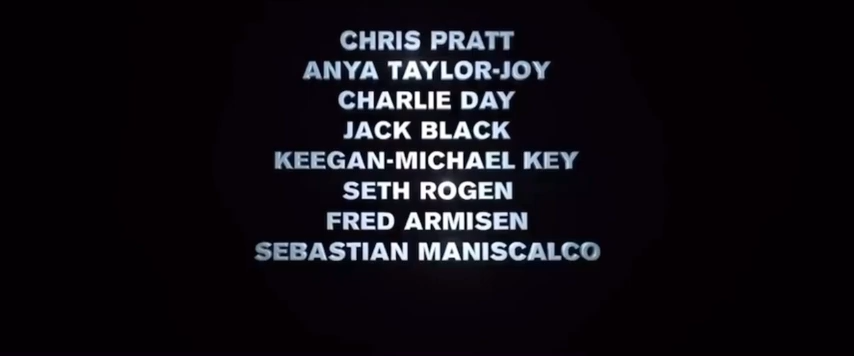 CHRIS PRATT
ANYA TAYLOR-JOY
CHARLIE DAY
JACK BLACK
KEEGAN-MICHAEL KEY
SETH ROGEN
FRED ARMISEN
SEBASTIAN MANISCALCO